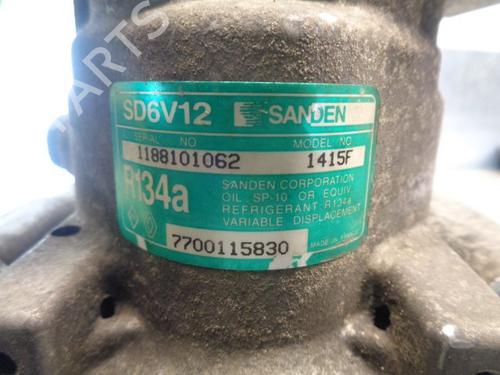 PARTS
SD6V12 SANDEN
SERIAL NO MODEL NO
1188101062 1415F
R134a
SANDEN CORPORATION
OIL SP-10 OR EQUIV.
REFRIGERANT R134a
VARIABLE DISPLACEMENT
7700115830
MADE IN